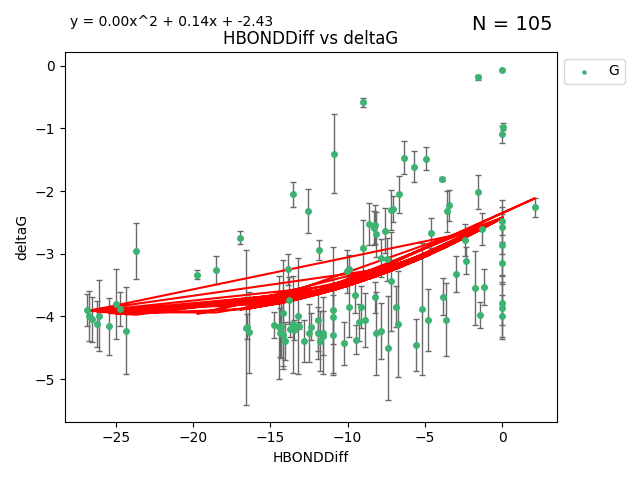 y = 0.00x^2 + 0.14x + -2.43
N = 105
HBONDDiff vs deltaG
G
deltaG
0
−1
−2
−3
−4
−5
−25
−20
−15
−10
−5
0
HBONDDiff